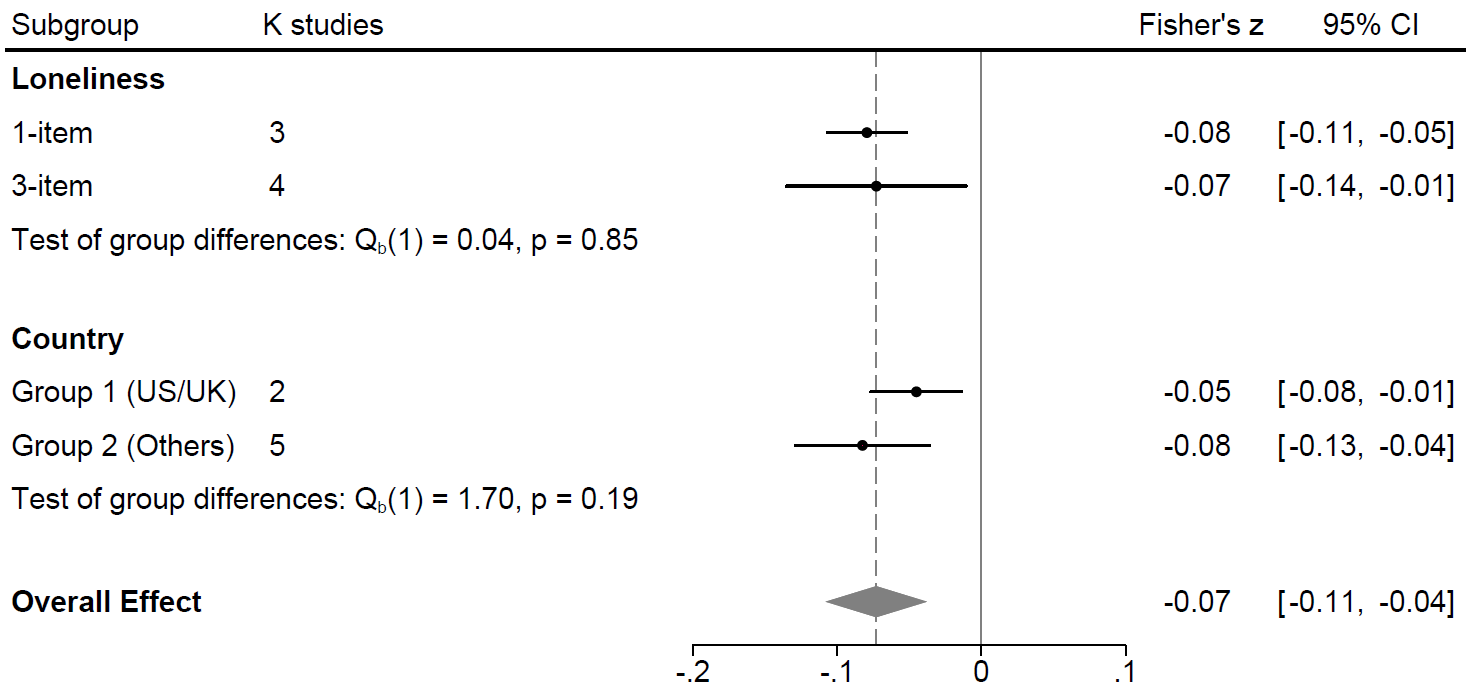 Subgroup K studies Fisher's z 95% CI
Loneliness
1-item 3 -0.08 [-0.11, -0.05]
3-item 4 -0.07 [-0.14, -0.01]
Test of group differences: Qb(1) = 0.04, p = 0.85
Country
Group 1 (US/UK) 2 -0.05 [-0.08, -0.01]
Group 2 (Others) 5 -0.08 [-0.13, -0.04]
Test of group differences: Qb(1) = 1.70, p = 0.19
Overall Effect -0.07 [-0.11, -0.04]
-.2 -.1 0 .1